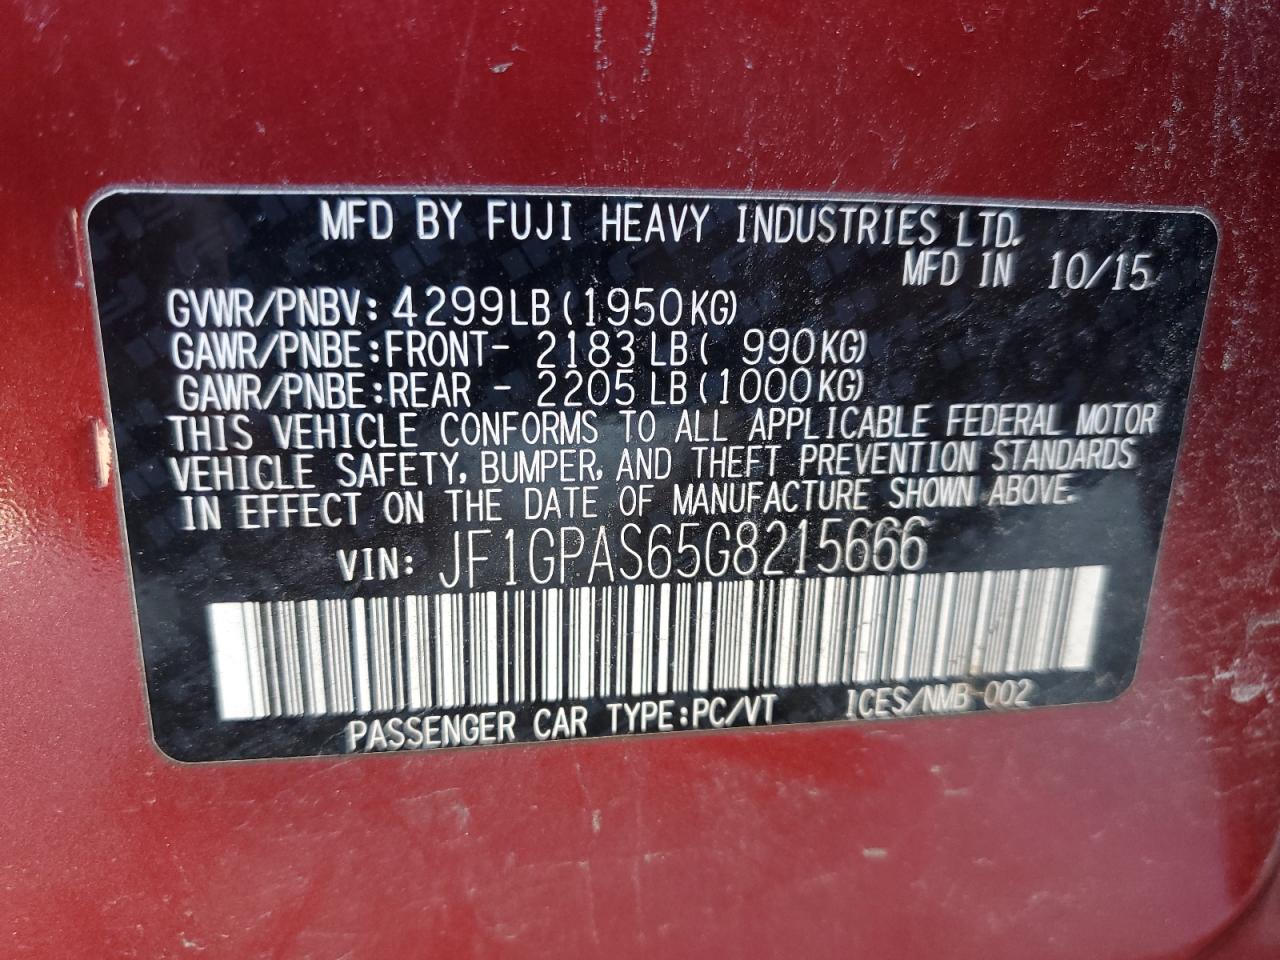 MFD BY FUJI HEAVY INDUSTRIES LTD.
MFD IN 10/15
GVWR/PNBV: 4299LB (1950KG)
GAWR/PNBE:FRONT- 2183LB( 990KG)
GAWR/PNBE:REAR - 2205LB(1000KG)
THIS VEHICLE CONFORMS TO ALL APPLICABLE FEDERAL MOTOR
VEHICLE SAFETY, BUMPER, AND THEFT PREVENTION STANDARDS
IN EFFECT ON THE DATE OF MANUFACTURE SHOWN ABOVE.
VIN: JF1GPAS65G8215666
PASSENGER CAR TYPE:PC/VT ICES/NMB-002